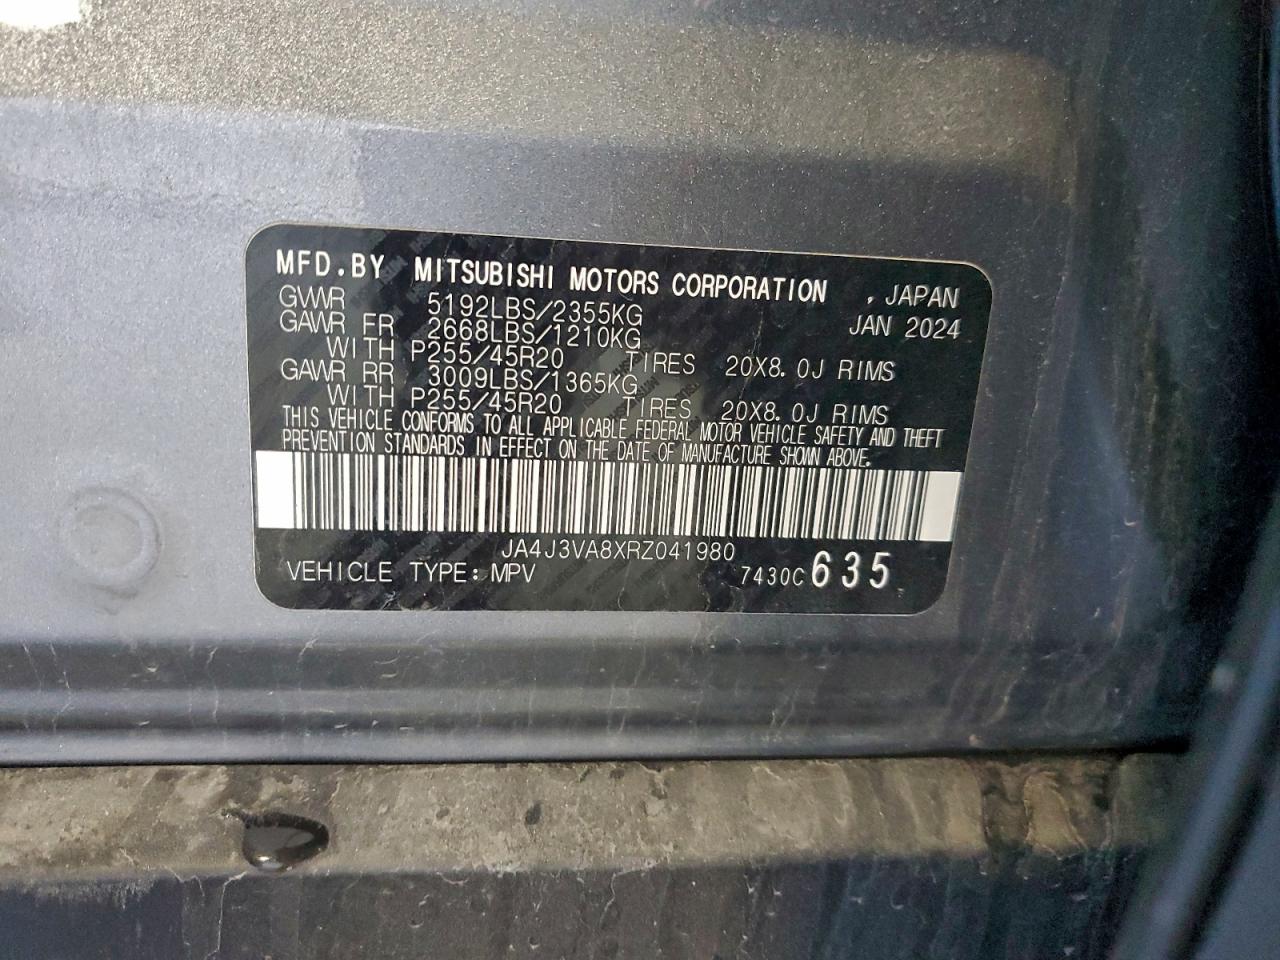 MFD.BY MITSUBISHI MOTORS CORPORATION , JAPAN
GVWR 5192LBS/2355KG JAN 2024
GAWR FR 2668LBS/1210KG
WITH P255/45R20 TIRES 20X8.0J RIMS
GAWR RR 3009LBS/1365KG
WITH P255/45R20 TIRES 20X8.0J RIMS
THIS VEHICLE CONFORMS TO ALL APPLICABLE FEDERAL MOTOR VEHICLE SAFETY AND THEFT
PREVENTION STANDARDS IN EFFECT ON THE DATE OF MANUFACTURE SHOWN ABOVE.
JA4J3VA8XRZ041980
VEHICLE TYPE: MPV 7430C635